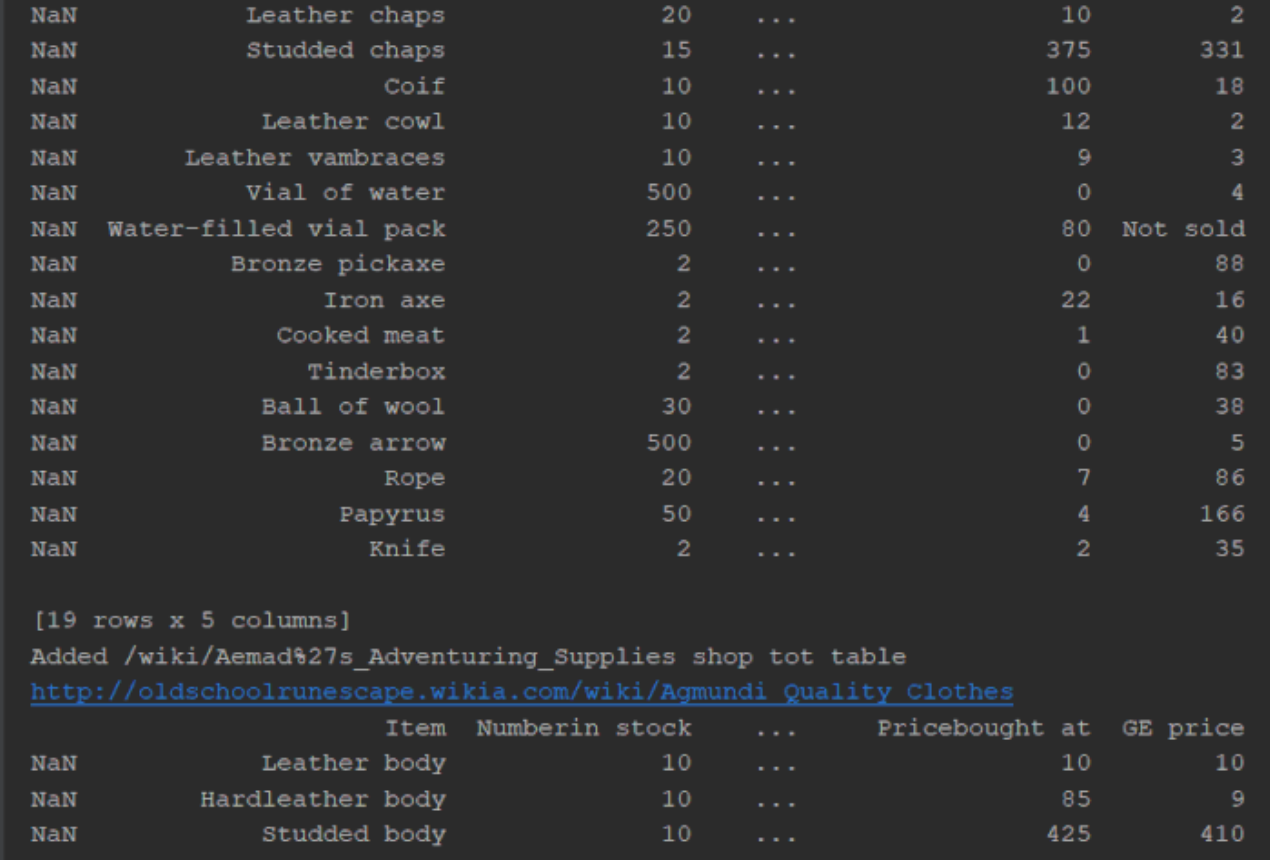 NaN Leather chaps 20 ... 10 2
NaN Studded chaps 15 ... 375 331
NaN Coif 10 ... 100 18
NaN Leather cowl 10 ... 12 2
NaN Leather vambraces 10 ... 9 3
NaN Vial of water 500 ... 0 4
NaN Water-filled vial pack 250 ... 80 Not sold
NaN Bronze pickaxe 2 ... 0 88
NaN Iron axe 2 ... 22 16
NaN Cooked meat 2 ... 1 40
NaN Tinderbox 2 ... 0 83
NaN Ball of wool 30 ... 0 38
NaN Bronze arrow 500 ... 0 5
NaN Rope 20 ... 7 86
NaN Papyrus 50 ... 4 166
NaN Knife 2 ... 2 35
[19 rows x 5 columns]
Added /wiki/Aemad%27s_Adventuring_Supplies shop tot table
http://oldschoolrunescape.wikia.com/wiki/Agmundi_Quality_Clothes
Item Numberin stock ... Pricebought at GE price
NaN Leather body 10 ... 10 10
NaN Hardleather body 10 ... 85 9
NaN Studded body 10 ... 425 410